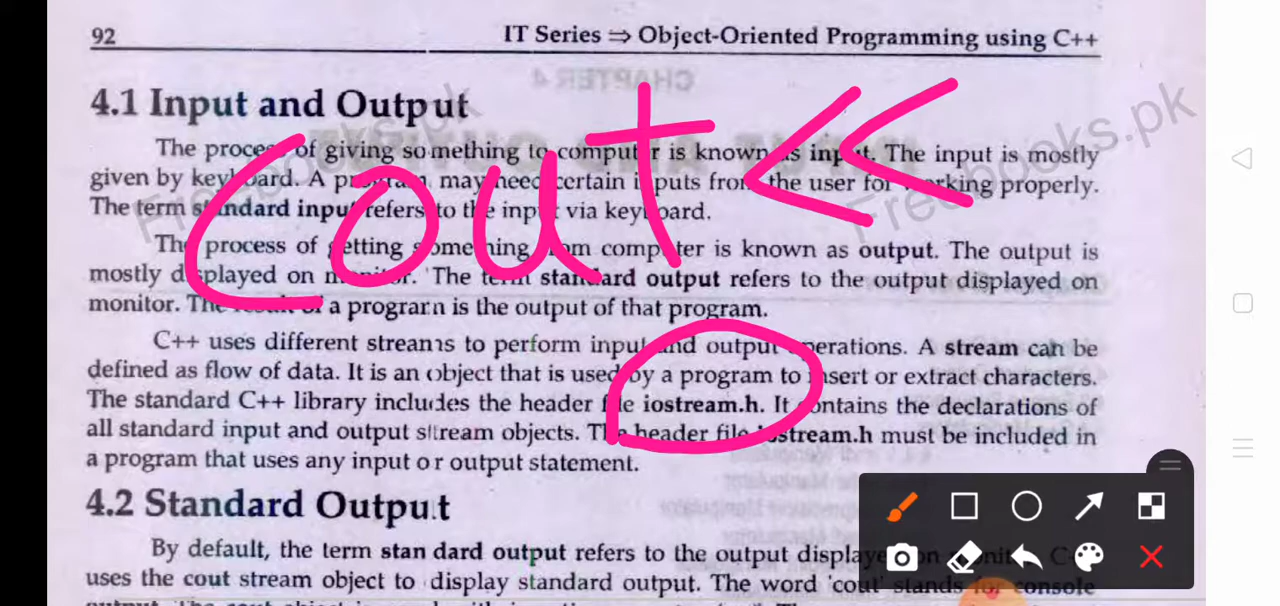 92
IT Series ⇒ Object-Oriented Programming using C++
4.1 Input and Output
cout <<
The process of giving something to computer is known as input. The input is mostly
given by keyboard. A program may need certain inputs from the user for working properly.
The term standard input refers to the input via keyboard.
The process of getting something from computer is known as output. The output is
mostly displayed on monitor. The term standard output refers to the output displayed on
monitor. The result of a program is the output of that program.
C++ uses different streams to perform input and output operations. A stream can be
defined as flow of data. It is an object that is used by a program to insert or extract characters.
The standard C++ library includes the header file iostream.h. It contains the declarations of
all standard input and output stream objects. The header file iostream.h must be included in
a program that uses any input or output statement.
4.2 Standard Output
By default, the term standard output refers to the output displayed on monitor. C++
uses the cout stream object to display standard output. The word 'cout' stands for console
Freebooks.pk
Freebooks.pk